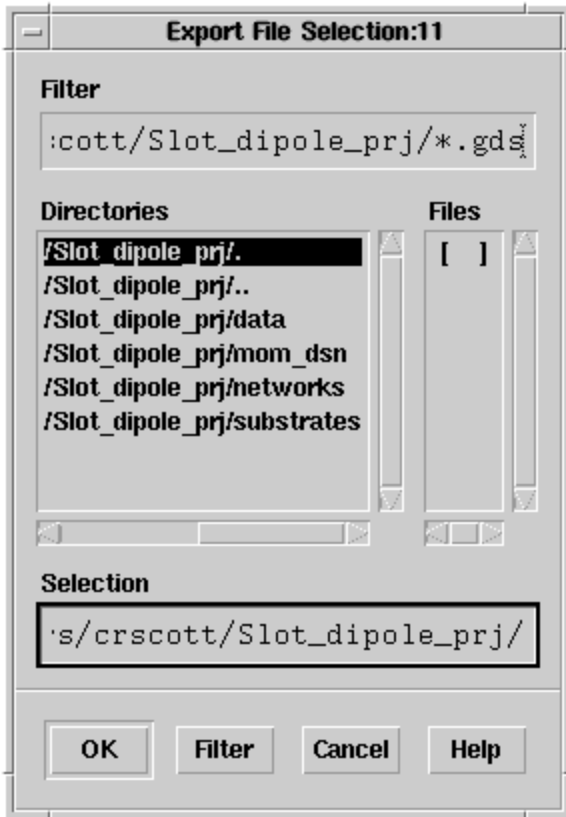 Export File Selection:11
Filter
:cott/Slot_dipole_prj/*.gds
Directories
Files
/Slot_dipole_prj/.
[ ]
/Slot_dipole_prj/..
/Slot_dipole_prj/data
/Slot_dipole_prj/mom_dsn
/Slot_dipole_prj/networks
/Slot_dipole_prj/substrates
Selection
s/crscott/Slot_dipole_prj/
OK
Filter
Cancel
Help